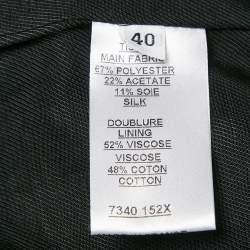 40
MAIN FABRIC
67% POLYESTER
22% ACETATE
11% SOIE
SILK
DOUBLURE
LINING
52% VISCOSE
VISCOSE
48% COTON
COTTON
7340 152X